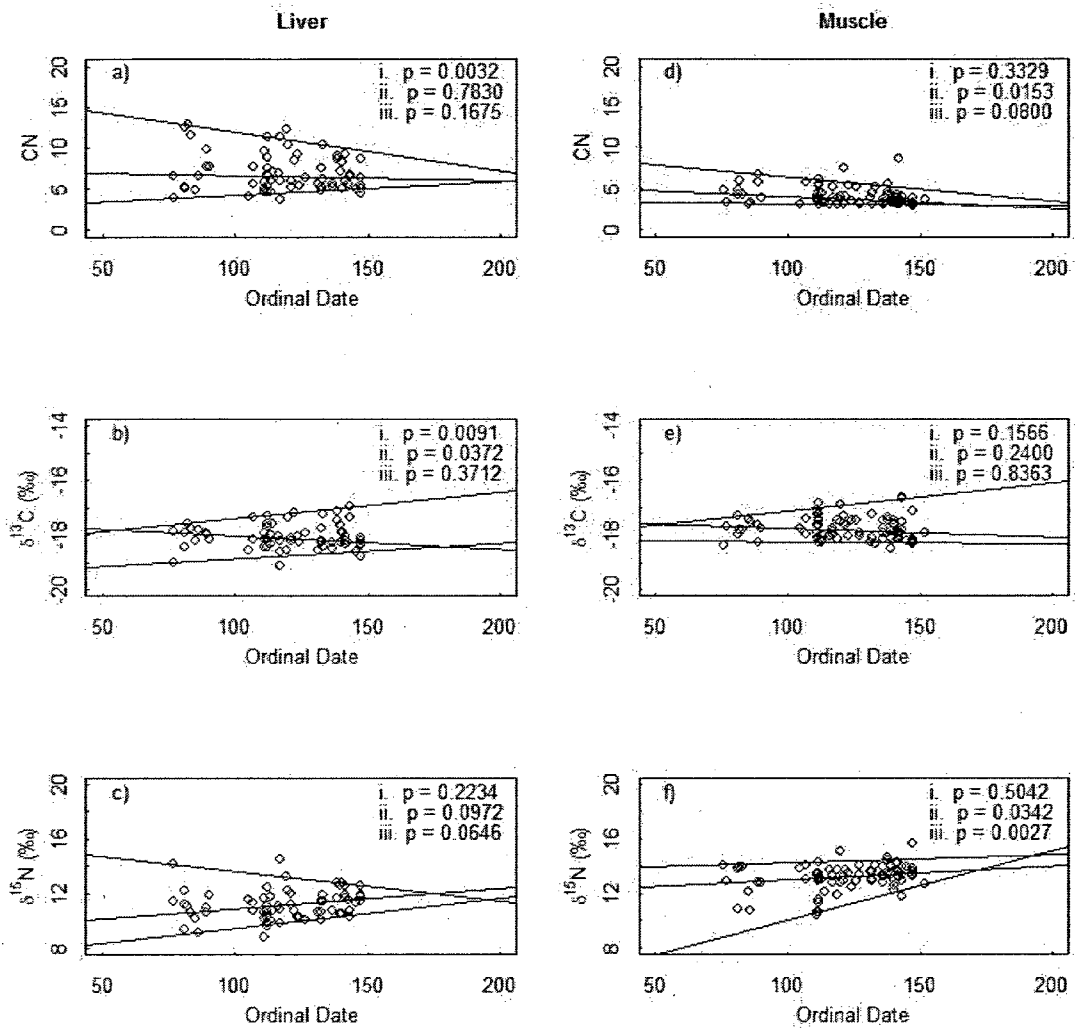 Liver
a)
i. p = 0.0032
ii. p = 0.7830
iii. p = 0.1675
CN
0 5 10 15 20
50 100 150 200
Ordinal Date
b)
i. p = 0.0091
ii. p = 0.0372
iii. p = 0.3712
δ13C (‰)
-20 -18 -16 -14
50 100 150 200
Ordinal Date
c)
i. p = 0.2234
ii. p = 0.0972
iii. p = 0.0646
δ15N (‰)
8 12 16 20
50 100 150 200
Ordinal Date
Muscle
d)
i. p = 0.3329
ii. p = 0.0153
iii. p = 0.0800
CN
0 5 10 15 20
50 100 150 200
Ordinal Date
e)
i. p = 0.1566
ii. p = 0.2400
iii. p = 0.8363
δ13C (‰)
-20 -18 -16 -14
50 100 150 200
Ordinal Date
f)
i. p = 0.5042
ii. p = 0.0342
iii. p = 0.0027
δ15N (‰)
8 12 16 20
50 100 150 200
Ordinal Date